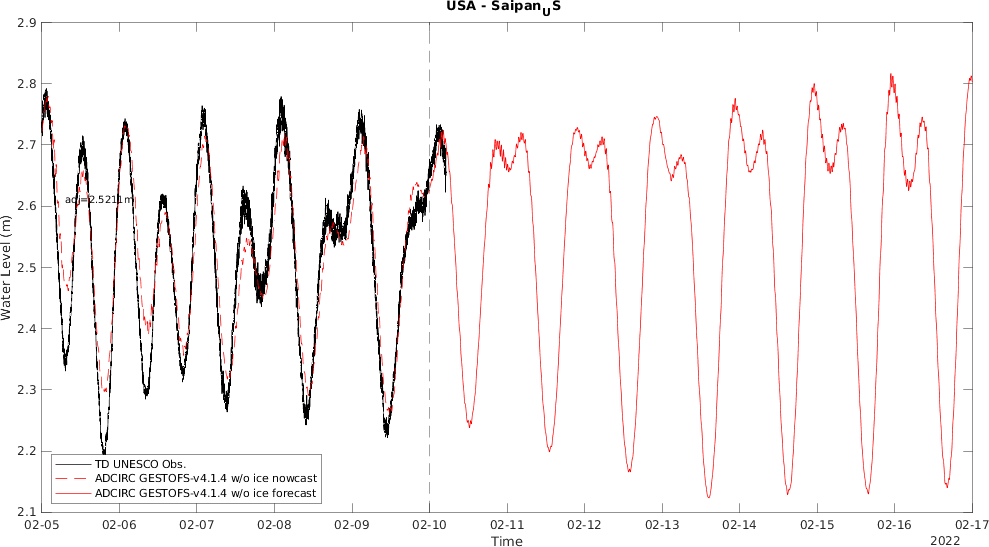 USA - Saipan_US
2.9
2.8
2.7
2.6
2.5
2.4
2.3
2.2
2.1
Water Level (m)
adj=2.5211m
TD UNESCO Obs.
ADCIRC GESTOFS-v4.1.4 w/o ice nowcast
ADCIRC GESTOFS-v4.1.4 w/o ice forecast
02-05 02-06 02-07 02-08 02-09 02-10 02-11 02-12 02-13 02-14 02-15 02-16 02-17
Time
2022